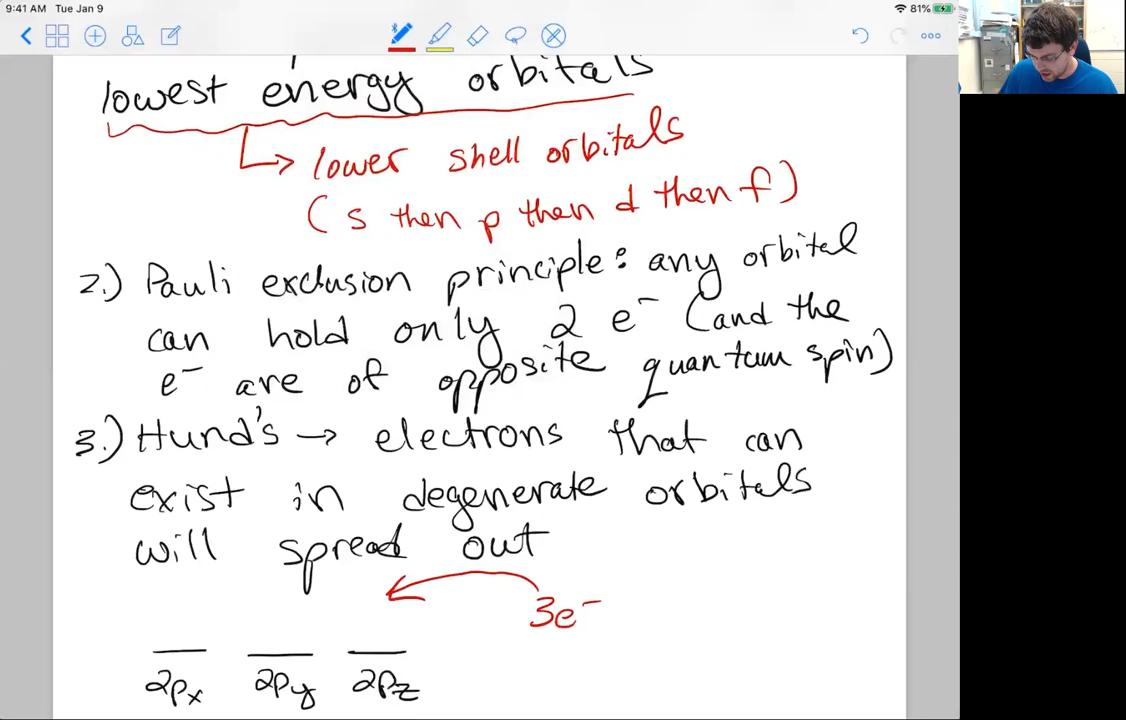 9:41 AM Tue Jan 9
81%
lowest energy orbitals
lower shell orbitals
(s then p then d then f)
2.) Pauli exclusion principle: any orbital
can hold only 2 e⁻ (and the
e⁻ are of opposite quantum spin)
3.) Hund's → electrons that can
exist in degenerate orbitals
will spread out
3e⁻
2px 2py 2pz